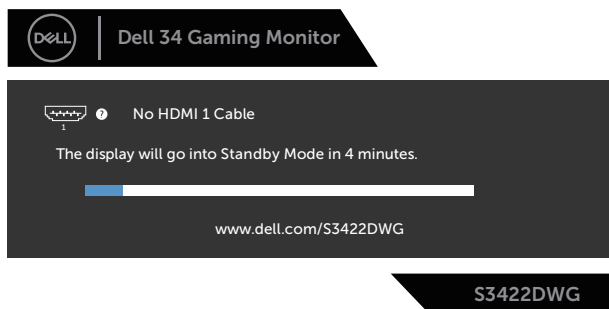 DELL
Dell 34 Gaming Monitor
? No HDMI 1 Cable
1
The display will go into Standby Mode in 4 minutes.
www.dell.com/S3422DWG
S3422DWG